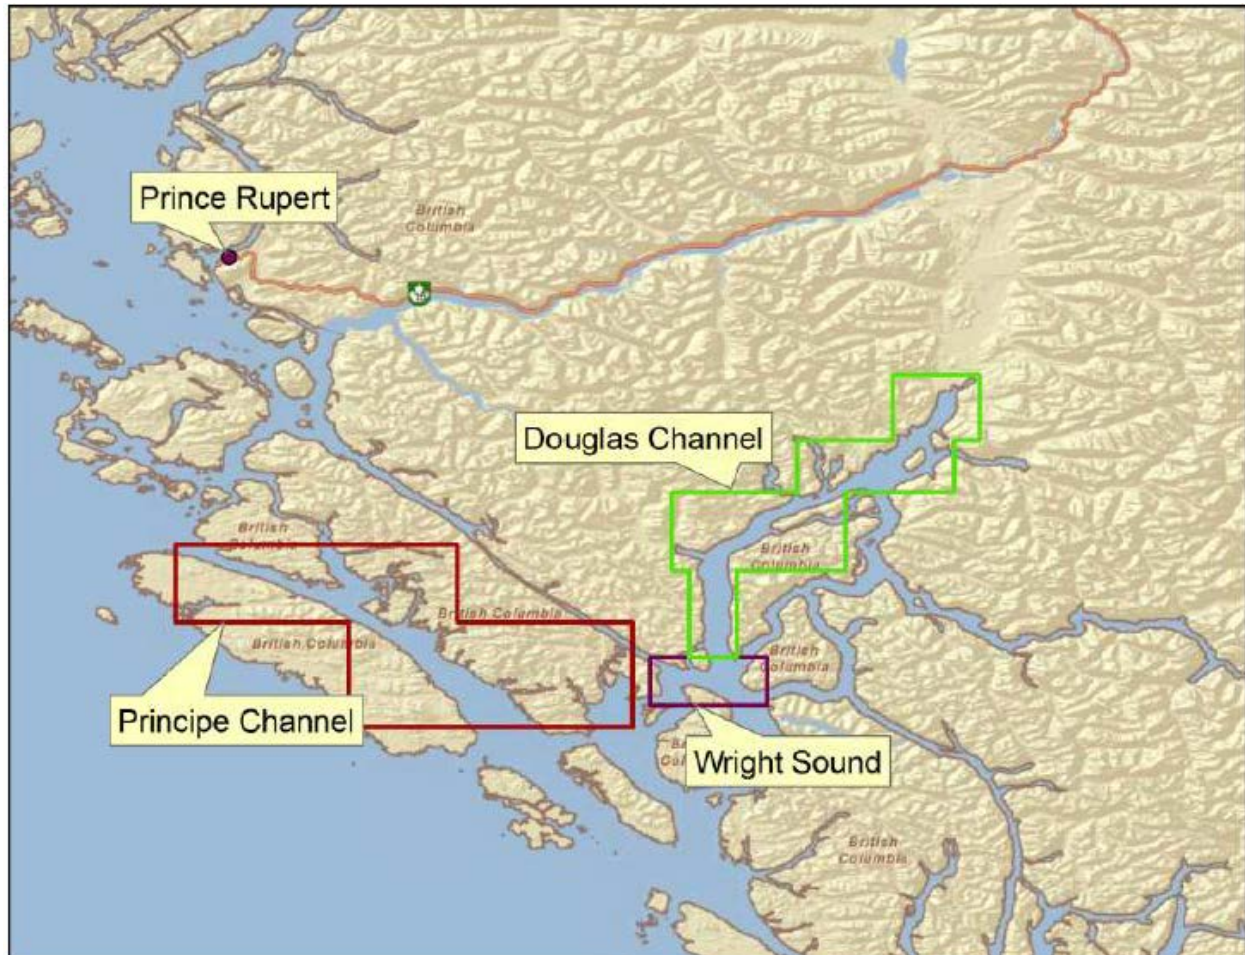 Prince Rupert
British
Columbia
Douglas Channel
British
Columbia
British
Columbia
British Columbia
British Columbia
British
Columbia
Principe Channel
Wright Sound
British
Columbia